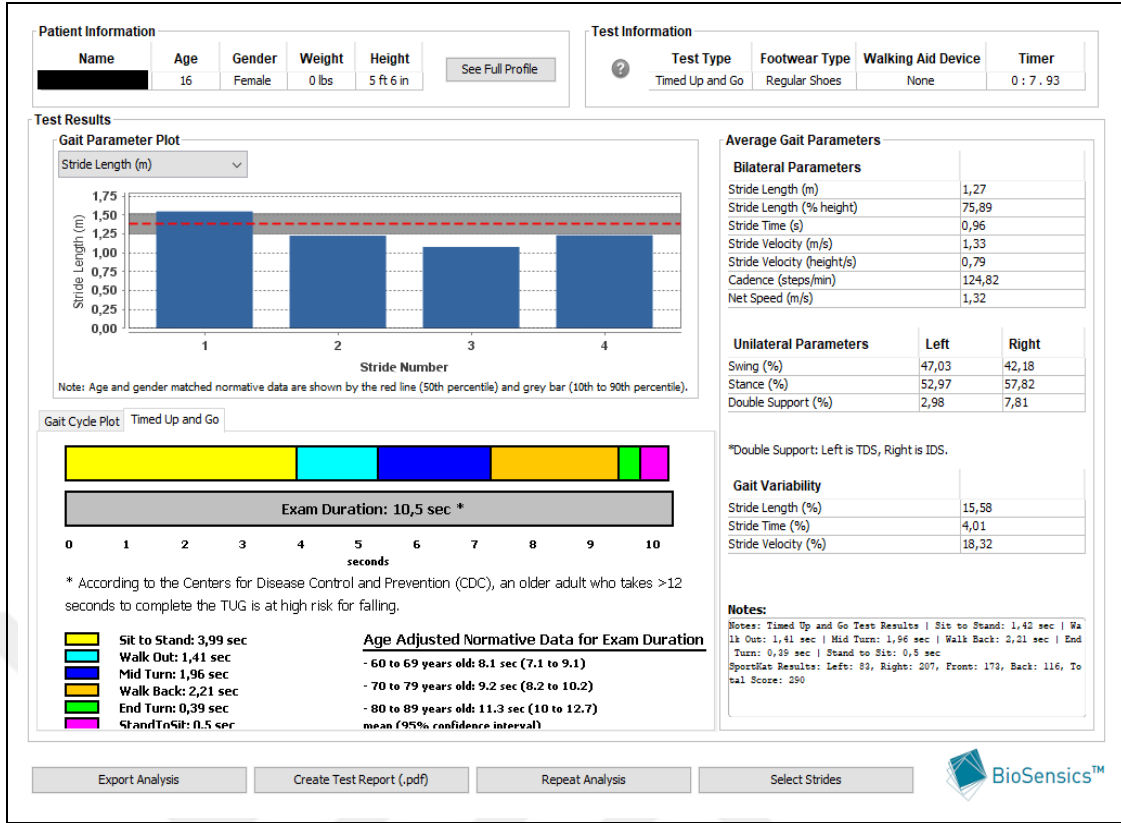 Patient Information
Name Age Gender Weight Height
16 Female 0 lbs 5 ft 6 in
See Full Profile
Test Information
?
Test Type Footwear Type Walking Aid Device Timer
Timed Up and Go Regular Shoes None 0 : 7 . 93
Test Results
Gait Parameter Plot
Stride Length (m)
Stride Length (m)
1,75
1,50
1,25
1,00
0,75
0,50
0,25
0,00
1 2 3 4
Stride Number
Note: Age and gender matched normative data are shown by the red line (50th percentile) and grey bar (10th to 90th percentile).
Gait Cycle Plot Timed Up and Go
Exam Duration: 10,5 sec *
0 1 2 3 4 5 6 7 8 9 10
seconds
* According to the Centers for Disease Control and Prevention (CDC), an older adult who takes >12
seconds to complete the TUG is at high risk for falling.
Sit to Stand: 3,99 sec
Walk Out: 1,41 sec
Mid Turn: 1,96 sec
Walk Back: 2,21 sec
End Turn: 0,39 sec
StandToSit: 0,5 sec
Age Adjusted Normative Data for Exam Duration
- 60 to 69 years old: 8.1 sec (7.1 to 9.1)
- 70 to 79 years old: 9.2 sec (8.2 to 10.2)
- 80 to 89 years old: 11.3 sec (10 to 12.7)
mean (95% confidence interval)
Average Gait Parameters
Bilateral Parameters
Stride Length (m) 1,27
Stride Length (% height) 75,89
Stride Time (s) 0,96
Stride Velocity (m/s) 1,33
Stride Velocity (height/s) 0,79
Cadence (steps/min) 124,82
Net Speed (m/s) 1,32
Unilateral Parameters Left Right
Swing (%) 47,03 42,18
Stance (%) 52,97 57,82
Double Support (%) 2,98 7,81
*Double Support: Left is TDS, Right is IDS.
Gait Variability
Stride Length (%) 15,58
Stride Time (%) 4,01
Stride Velocity (%) 18,32
Notes:
Notes: Timed Up and Go Test Results | Sit to Stand: 1,42 sec | Wa
lk Out: 1,41 sec | Mid Turn: 1,96 sec | Walk Back: 2,21 sec | End
Turn: 0,39 sec | Stand to Sit: 0,5 sec
SportKat Results: Left: 83, Right: 207, Front: 173, Back: 116, To
tal Score: 290
Export Analysis
Create Test Report (.pdf)
Repeat Analysis
Select Strides
BioSensics™